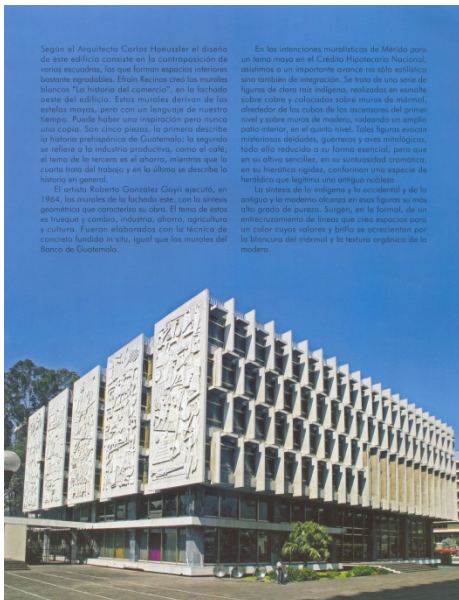 Según el Arquitecto Carlos Haeussler el diseño
de este edificio consiste en la contraposición de
varias escuadras, las que forman espacios interiores
bastante agradables. Efraín Recinos creó los murales
blancos "La historia del comercio", en la fachada
oeste del edificio. Estos murales derivan de las
estelas mayas, pero con un lenguaje de nuestro
tiempo. Puede haber una inspiración pero nunca
una copia. Son cinco piezas, la primera describe
la historia prehispánica de Guatemala; la segunda
se refiere a la industria productiva, como el café;
el tema de la tercera es el ahorro, mientras que la
cuarta trata del trabajo y en la última se describe la
historia en general.
El artista Roberto González Goyri ejecutó, en
1964, los murales de la fachada este, con la síntesis
geométrica que caracteriza su obra. El tema de éstos
es trueque y cambio, industria, ahorro, agricultura
y cultura. Fueron elaborados con la técnica de
concreto fundido in situ, igual que los murales del
Banco de Guatemala.
En las intenciones muralísticas de Mérida para
un tema maya en el Crédito Hipotecario Nacional,
asistimos a un importante avance no sólo estilístico
sino también de integración. Se trata de una serie de
figuras de clara raíz indígena, realizadas en esmalte
sobre cobre y colocadas sobre muros de mármol,
alrededor de los cubos de los ascensores del primer
nivel y sobre muros de madera, rodeando un amplio
patio interior, en el quinto nivel. Tales figuras evocan
misteriosas deidades, guerreros y aves mitológicas,
todo ello reducido a su forma esencial, pero que
en su altiva sencillez, en su suntuosidad cromática,
en su hierática rigidez, conforman una especie de
heráldica que legitima una antigua nobleza.
La síntesis de lo indígena y lo occidental y de lo
antiguo y lo moderno alcanza en esas figuras su más
alto grado de pureza. Surgen, en lo formal, de un
entrecruzamiento de líneas que crea espacios para
un color cuyos valores y brillo se acrecientan por
la blancura del mármol y la textura orgánica de la
madera.